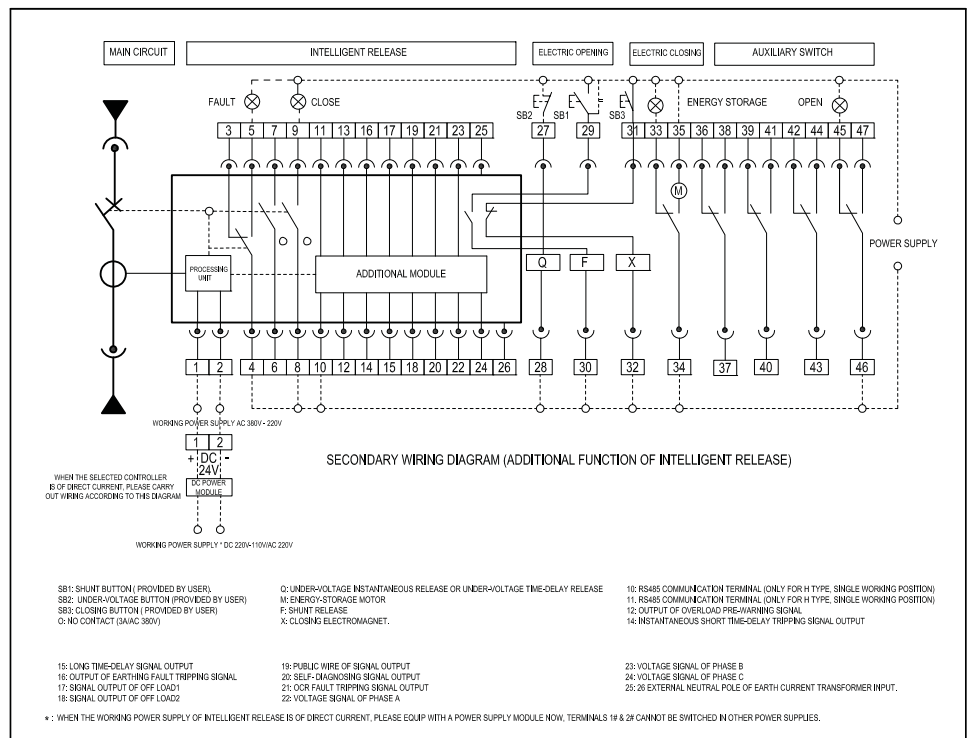 MAIN CIRCUIT
INTELLIGENT RELEASE
ELECTRIC OPENING
ELECTRIC CLOSING
AUXILIARY SWITCH
FAULT
CLOSE
SB2
SB1
SB3
ENERGY STORAGE
OPEN
3 5 7 9 11 13 16 17 19 21 23 25 27 29 31 33 35 36 38 39 41 42 44 45 47
M
POWER SUPPLY
PROCESSING
UNIT
ADDITIONAL MODULE
Q
F
X
1 2 4 6 8 10 12 14 15 18 20 22 24 26 28 30 32 34 37 40 43 46
WORKING POWER SUPPLY AC 380V- 220V
1 2
+ DC -
24V
DC POWER
MODULE
WHEN THE SELECTED CONTROLLER
IS OF DIRECT CURRENT, PLEASE CARRY
OUT WIRING ACCORDING TO THIS DIAGRAM
SECONDARY WIRING DIAGRAM (ADDITIONAL FUNCTION OF INTELLIGENT RELEASE)
WORKING POWER SUPPLY * DC 220V-110V/AC 220V
SB1: SHUNT BUTTON ( PROVIDED BY USER).
SB2: UNDER-VOLTAGE BUTTON (PROVIDED BY USER)
SB3: CLOSING BUTTON ( PROVIDED BY USER)
O: NO CONTACT (3A/AC 380V)
Q: UNDER-VOLTAGE INSTANTANEOUS RELEASE OR UNDER-VOLTAGE TIME-DELAY RELEASE
M: ENERGY-STORAGE MOTOR
F: SHUNT RELEASE
X: CLOSING ELECTROMAGNET.
10: RS485 COMMUNICATION TERMINAL (ONLY FOR H TYPE, SINGLE WORKING POSITION)
11: RS485 COMMUNICATION TERMINAL (ONLY FOR H TYPE, SINGLE WORKING POSITION)
12: OUTPUT OF OVERLOAD PRE-WARNING SIGNAL
14: INSTANTANEOUS SHORT TIME-DELAY TRIPPING SIGNAL OUTPUT
15: LONG TIME-DELAY SIGNAL OUTPUT
16: OUTPUT OF EARTHING FAULT TRIPPING SIGNAL
17: SIGNAL OUTPUT OF OFF LOAD1
18: SIGNAL OUTPUT OF OFF LOAD2
19: PUBLIC WIRE OF SIGNAL OUTPUT
20: SELF- DIAGNOSING SIGNAL OUTPUT
21: OCR FAULT TRIPPING SIGNAL OUTPUT
22: VOLTAGE SIGNAL OF PHASE A
23: VOLTAGE SIGNAL OF PHASE B
24: VOLTAGE SIGNAL OF PHASE C
25: 26 EXTERNAL NEUTRAL POLE OF EARTH CURRENT TRANSFORMER INPUT.
* : WHEN THE WORKING POWER SUPPLY OF INTELLIGENT RELEASE IS OF DIRECT CURRENT, PLEASE EQUIP WITH A POWER SUPPLY MODULE NOW, TERMINALS 1# & 2# CANNOT BE SWITCHED IN OTHER POWER SUPPLIES.